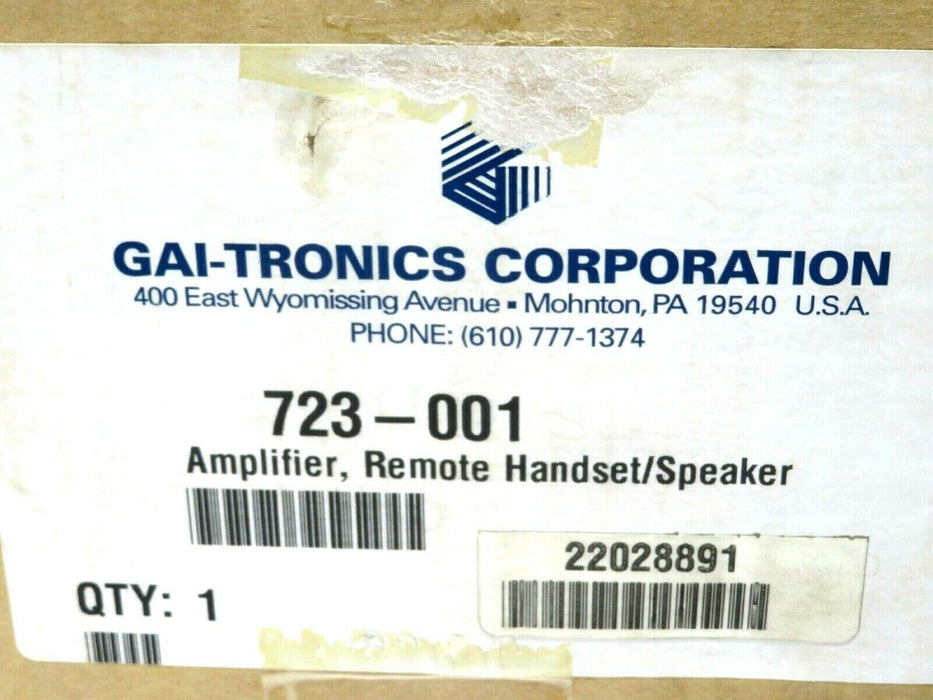 GAI-TRONICS CORPORATION
400 East Wyomissing Avenue ▪ Mohnton, PA 19540 U.S.A.
PHONE: (610) 777-1374
723-001
Amplifier, Remote Handset/Speaker
22028891
QTY: 1